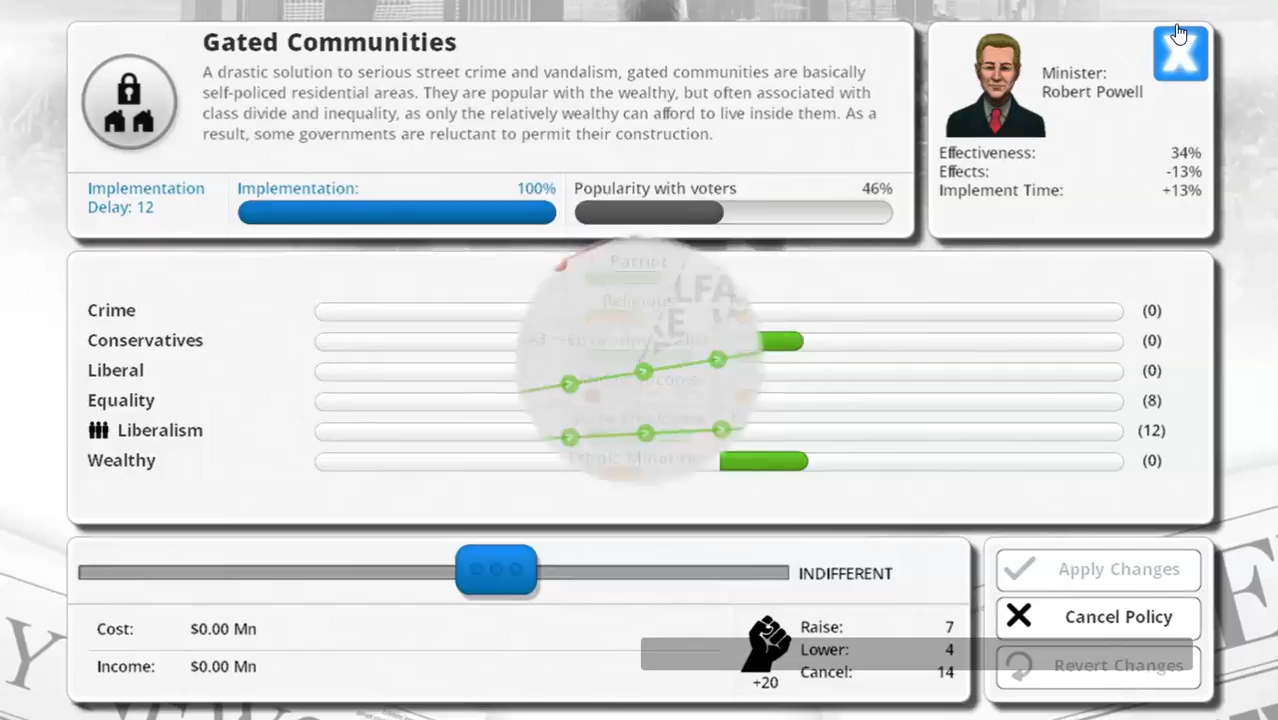 Gated Communities
A drastic solution to serious street crime and vandalism, gated communities are basically
self-policed residential areas. They are popular with the wealthy, but often associated with
class divide and inequality, as only the relatively wealthy can afford to live inside them. As a
result, some governments are reluctant to permit their construction.
Implementation
Delay: 12
Implementation: 100%
Popularity with voters 46%
X
Minister:
Robert Powell
Effectiveness: 34%
Effects: -13%
Implement Time: +13%
Patriot
Religious
Crime (0)
Conservatives (0)
Liberal (0)
Equality (8)
Liberalism (12)
Wealthy (0)
INDIFFERENT
Cost: $0.00 Mn
Income: $0.00 Mn
+20
Raise: 7
Lower: 4
Cancel: 14
Apply Changes
Cancel Policy
Revert Changes